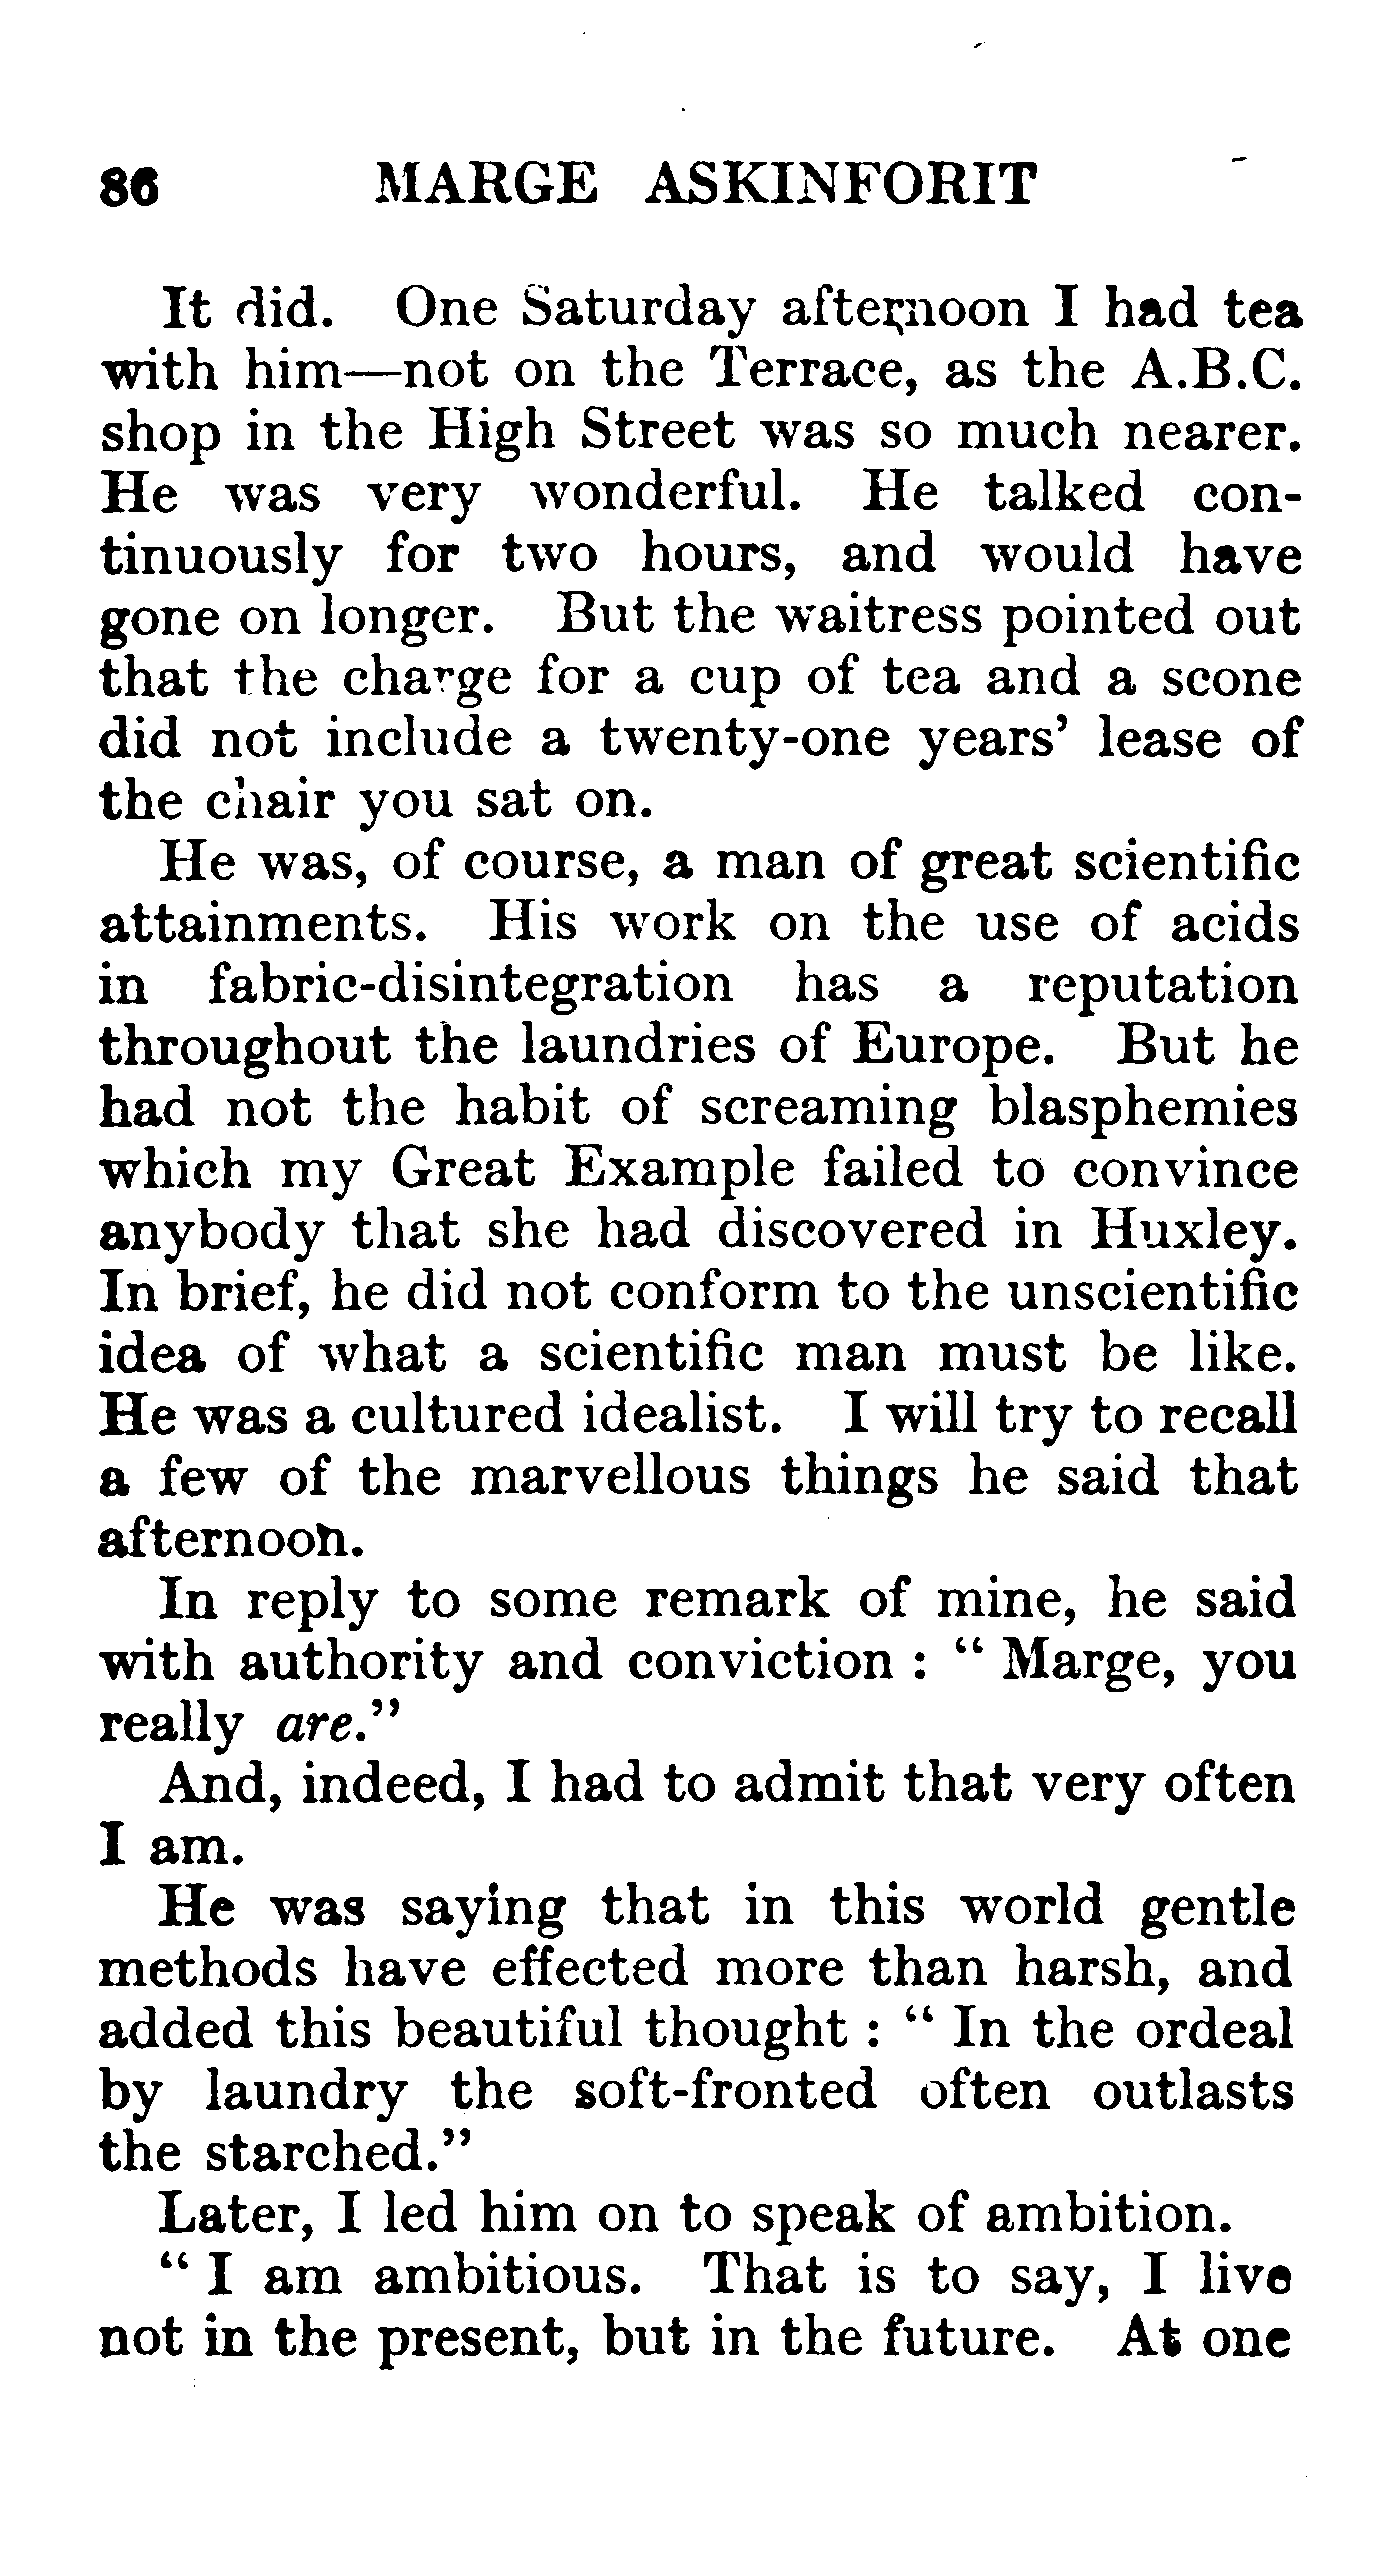 86 MARGE ASKINFORIT
It did. One Saturday afternoon I had tea
with him—not on the Terrace, as the A.B.C.
shop in the High Street was so much nearer.
He was very wonderful. He talked con-
tinuously for two hours, and would have
gone on longer. But the waitress pointed out
that the charge for a cup of tea and a scone
did not include a twenty-one years' lease of
the chair you sat on.
He was, of course, a man of great scientific
attainments. His work on the use of acids
in fabric-disintegration has a reputation
throughout the laundries of Europe. But he
had not the habit of screaming blasphemies
which my Great Example failed to convince
anybody that she had discovered in Huxley.
In brief, he did not conform to the unscientific
idea of what a scientific man must be like.
He was a cultured idealist. I will try to recall
a few of the marvellous things he said that
afternoon.
In reply to some remark of mine, he said
with authority and conviction : " Marge, you
really are."
And, indeed, I had to admit that very often
I am.
He was saying that in this world gentle
methods have effected more than harsh, and
added this beautiful thought : " In the ordeal
by laundry the soft-fronted often outlasts
the starched."
Later, I led him on to speak of ambition.
" I am ambitious. That is to say, I live
not in the present, but in the future. At one